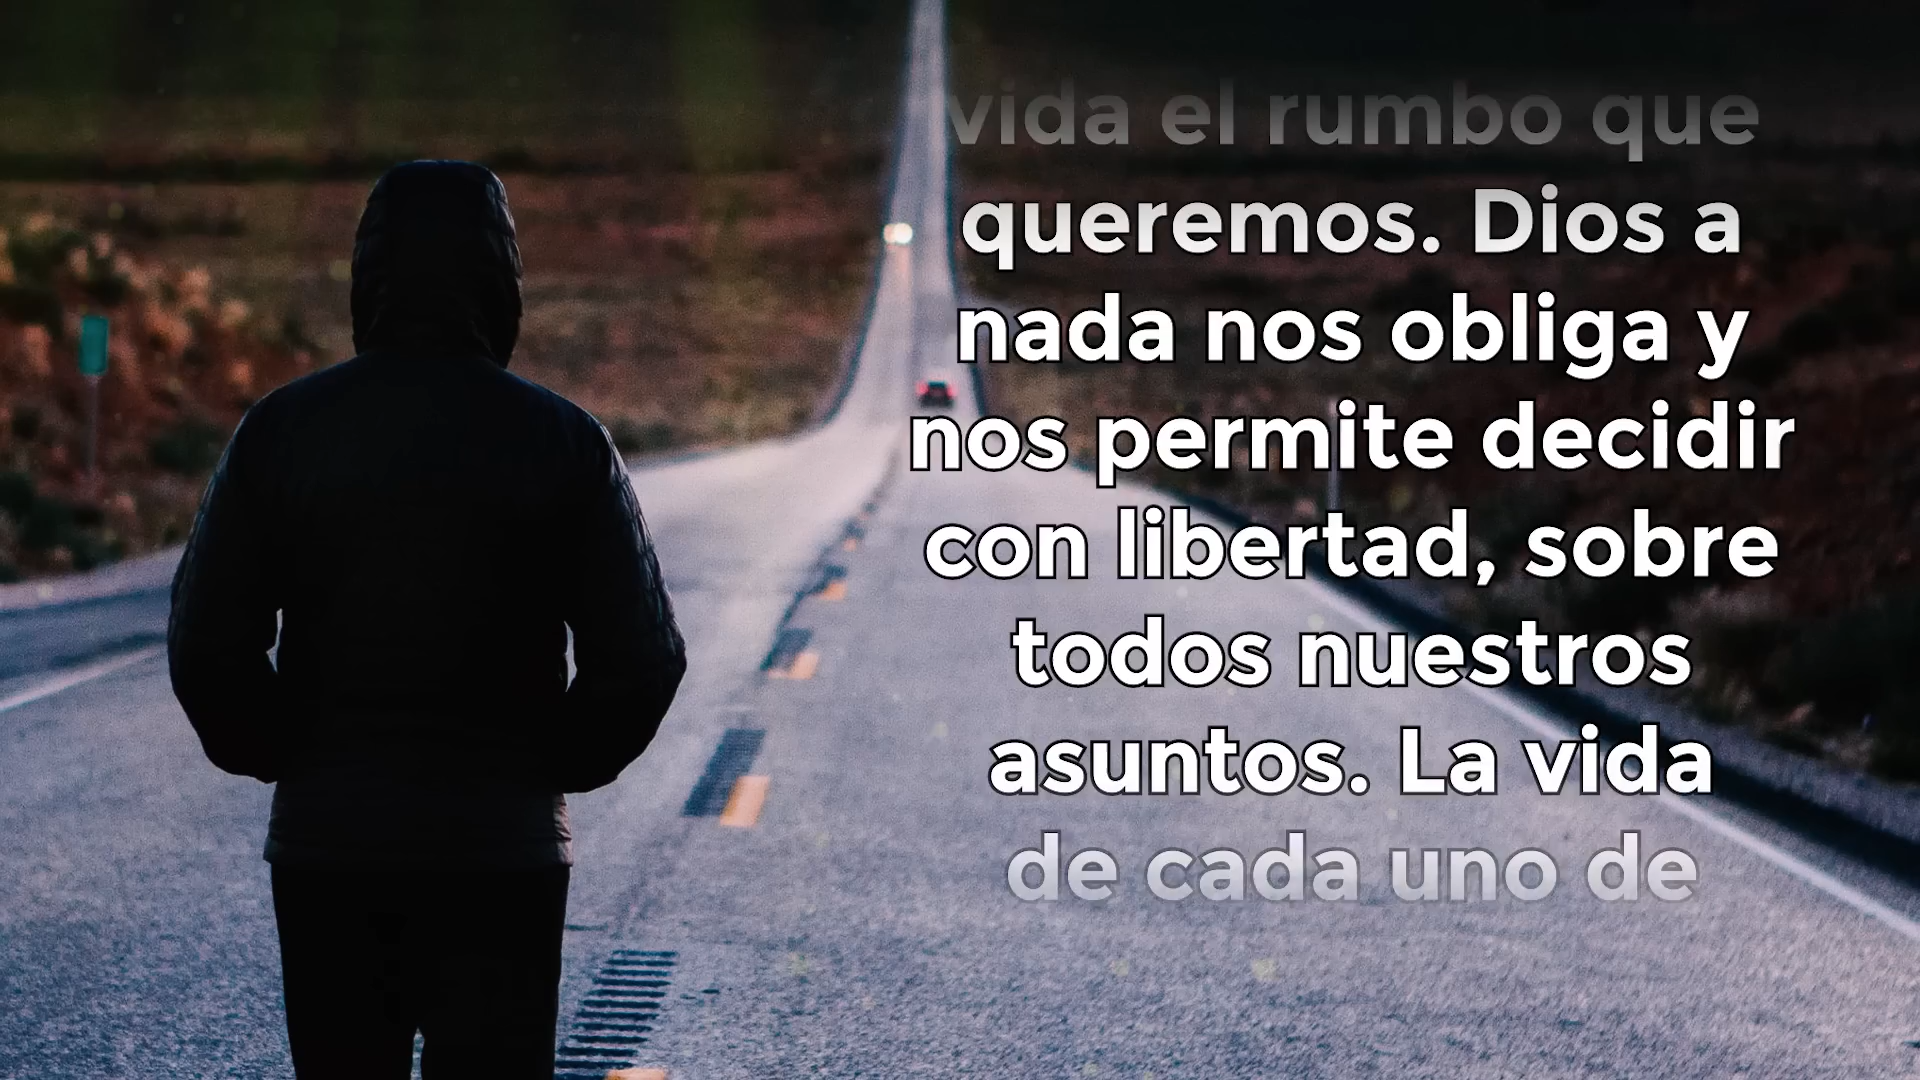 vida el rumbo que
queremos. Dios a
nada nos obliga y
nos permite decidir
con libertad, sobre
todos nuestros
asuntos. La vida
de cada uno de